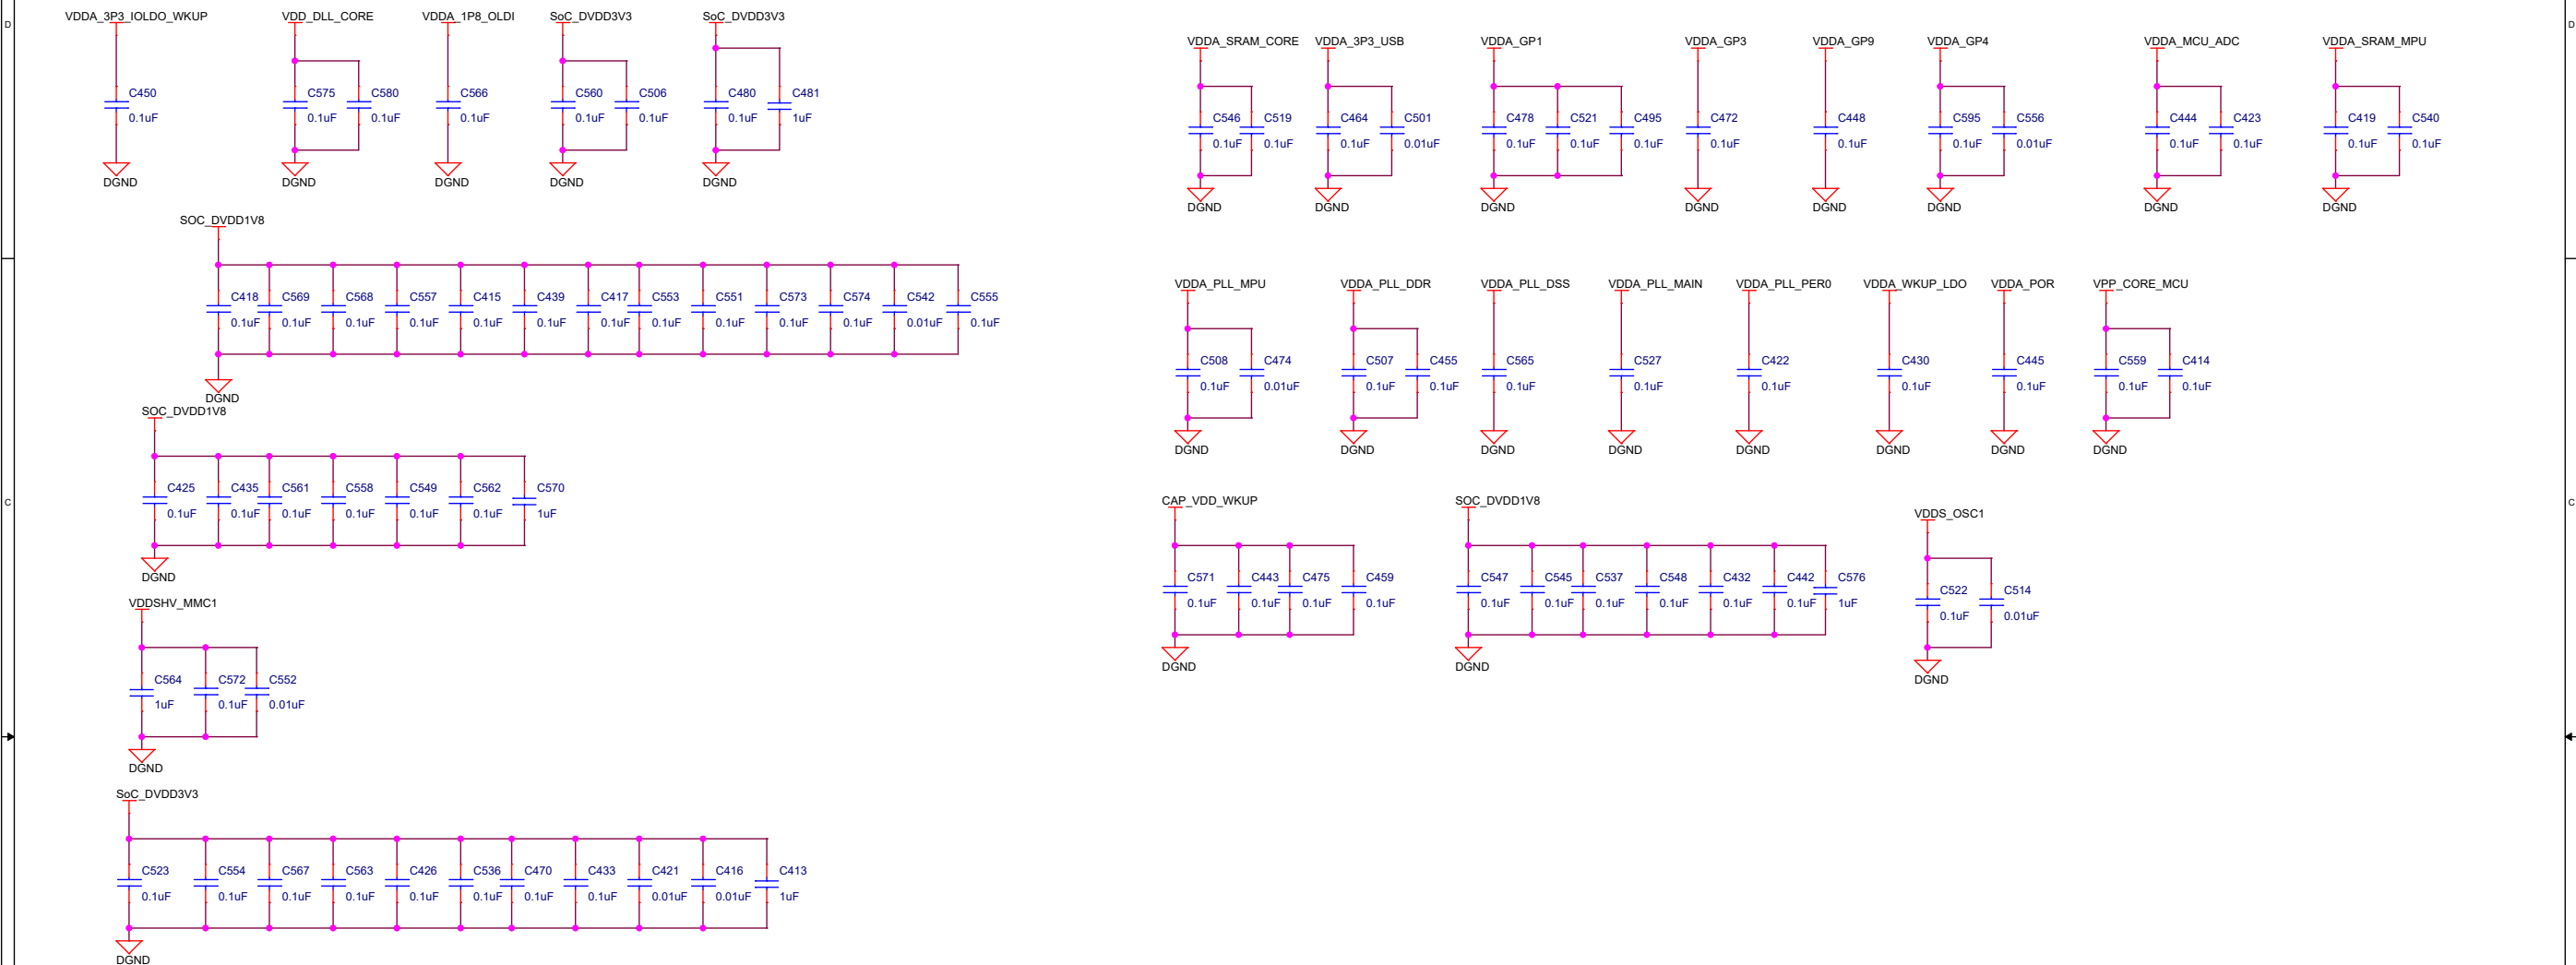 D
VDDA_3P3_IOLDO_WKUP
VDD_DLL_CORE
VDDA_1P8_OLDI
SoC_DVDD3V3
SoC_DVDD3V3
C450
0.1uF
C575
0.1uF
C580
0.1uF
C566
0.1uF
C560
0.1uF
C506
0.1uF
C480
0.1uF
C481
1uF
DGND
DGND
DGND
DGND
DGND
VDDA_SRAM_CORE
VDDA_3P3_USB
VDDA_GP1
VDDA_GP3
VDDA_GP9
VDDA_GP4
VDDA_MCU_ADC
VDDA_SRAM_MPU
D
C546
0.1uF
C519
0.1uF
C464
0.1uF
C501
0.01uF
C478
0.1uF
C521
0.1uF
C495
0.1uF
C472
0.1uF
C448
0.1uF
C595
0.1uF
C556
0.01uF
C444
0.1uF
C423
0.1uF
C419
0.1uF
C540
0.1uF
DGND
DGND
DGND
DGND
DGND
DGND
DGND
DGND
SOC_DVDD1V8
C418
0.1uF
C569
0.1uF
C568
0.1uF
C557
0.1uF
C415
0.1uF
C439
0.1uF
C417
0.1uF
C553
0.1uF
C551
0.1uF
C573
0.1uF
C574
0.1uF
C542
0.01uF
C555
0.1uF
DGND
VDDA_PLL_MPU
VDDA_PLL_DDR
VDDA_PLL_DSS
VDDA_PLL_MAIN
VDDA_PLL_PER0
VDDA_WKUP_LDO
VDDA_POR
VPP_CORE_MCU
C508
0.1uF
C474
0.01uF
C507
0.1uF
C455
0.1uF
C565
0.1uF
C527
0.1uF
C422
0.1uF
C430
0.1uF
C445
0.1uF
C559
0.1uF
C414
0.1uF
DGND
DGND
DGND
DGND
DGND
DGND
DGND
DGND
SOC_DVDD1V8
C
C425
0.1uF
C435
0.1uF
C561
0.1uF
C558
0.1uF
C549
0.1uF
C562
0.1uF
C570
1uF
DGND
CAP_VDD_WKUP
SOC_DVDD1V8
VDDS_OSC1
C
C571
0.1uF
C443
0.1uF
C475
0.1uF
C459
0.1uF
C547
0.1uF
C545
0.1uF
C537
0.1uF
C548
0.1uF
C432
0.1uF
C442
0.1uF
C576
1uF
C522
0.1uF
C514
0.01uF
DGND
DGND
DGND
VDDSHV_MMC1
C564
1uF
C572
0.1uF
C552
0.01uF
DGND
SoC_DVDD3V3
C523
0.1uF
C554
0.1uF
C567
0.1uF
C563
0.1uF
C426
0.1uF
C536
0.1uF
C470
0.1uF
C433
0.1uF
C421
0.01uF
C416
0.01uF
C413
1uF
DGND